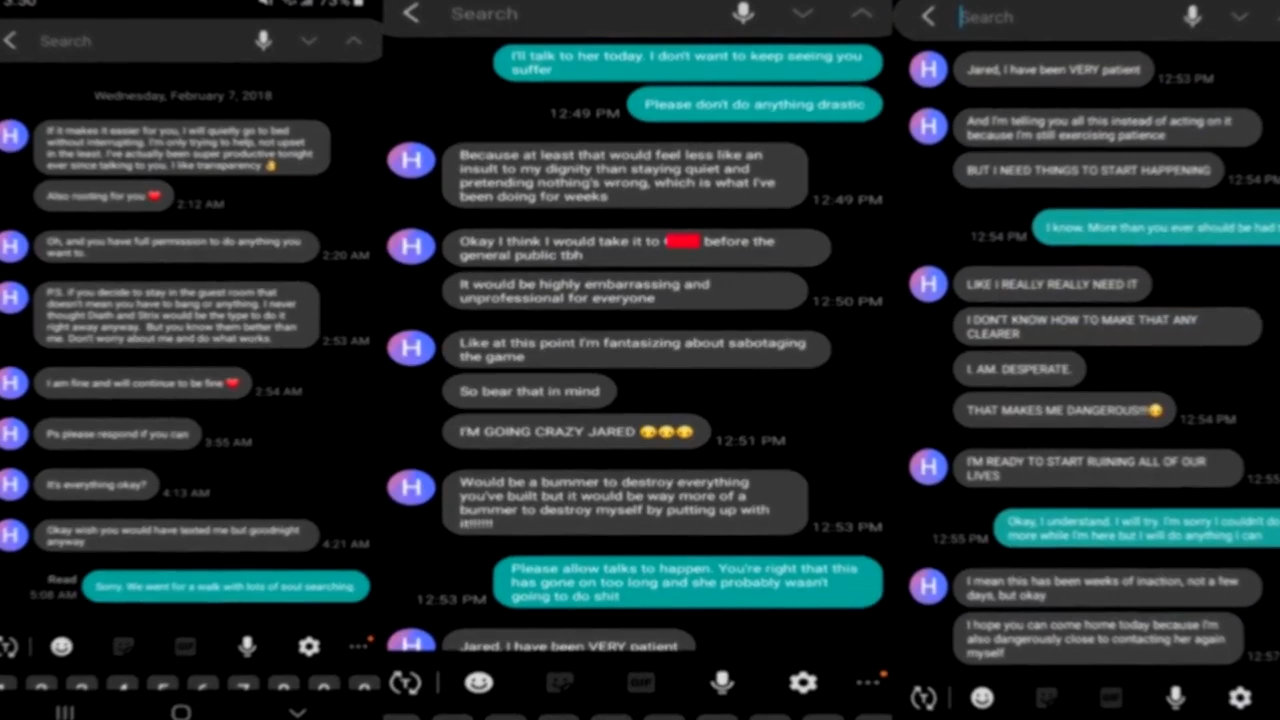 3:30
73%
Search
Wednesday, February 7, 2018
H
If it makes it easier for you, I will quietly go to bed
without interrupting. I'm only trying to help, not upset
in the least. I've actually been super productive tonight
ever since talking to you. I like transparency 👌
Also rooting for you ❤️
2:12 AM
H
Oh, and you have full permission to do anything you
want to.
2:20 AM
H
P.S. if you decide to stay in the guest room that
doesn't mean you have to bang or anything. I never
thought Diath and Strix would be the type to do it
right away anyway. But you know them better than
me. Don't worry about me and do what works.
2:53 AM
H
I am fine and will continue to be fine ❤️
2:54 AM
H
Ps please respond if you can
3:55 AM
H
It's everything okay?
4:13 AM
H
Okay wish you would have texted me but goodnight
anyway
4:21 AM
Read
5:08 AM
Sorry. We went for a walk with lots of soul searching
GIF
Search
I'll talk to her today. I don't want to keep seeing you
suffer
Please don't do anything drastic
12:49 PM
H
Because at least that would feel less like an
insult to my dignity than staying quiet and
pretending nothing's wrong, which is what I've
been doing for weeks
12:49 PM
H
Okay I think I would take it to before the
general public tbh
It would be highly embarrassing and
unprofessional for everyone
12:50 PM
H
Like at this point I'm fantasizing about sabotaging
the game
So bear that in mind
I'M GOING CRAZY JARED
12:51 PM
H
Would be a bummer to destroy everything
you've built but it would be way more of a
bummer to destroy myself by putting up with
it!!!!!!
12:53 PM
Please allow talks to happen. You're right that this
has gone on too long and she probably wasn't
going to do shit
12:53 PM
H
Jared, I have been VERY patient
GIF
Search
H
Jared, I have been VERY patient
12:53 PM
H
And I'm telling you all this instead of acting on it
because I'm still exercising patience
BUT I NEED THINGS TO START HAPPENING
12:54 PM
I know. More than you ever should be had
12:54 PM
H
LIKE I REALLY REALLY NEED IT
I DON'T KNOW HOW TO MAKE THAT ANY
CLEARER
I. AM. DESPERATE.
THAT MAKES ME DANGEROUS!!!
12:54 PM
H
I'M READY TO START RUINING ALL OF OUR
LIVES
12:55
Okay, I understand. I will try. I'm sorry I couldn't do
more while I'm here but I will do anything I can
12:55 PM
H
I mean this has been weeks of inaction, not a few
days, but okay
I hope you can come home today because I'm
also dangerously close to contacting her again
myself
12:57
GIF